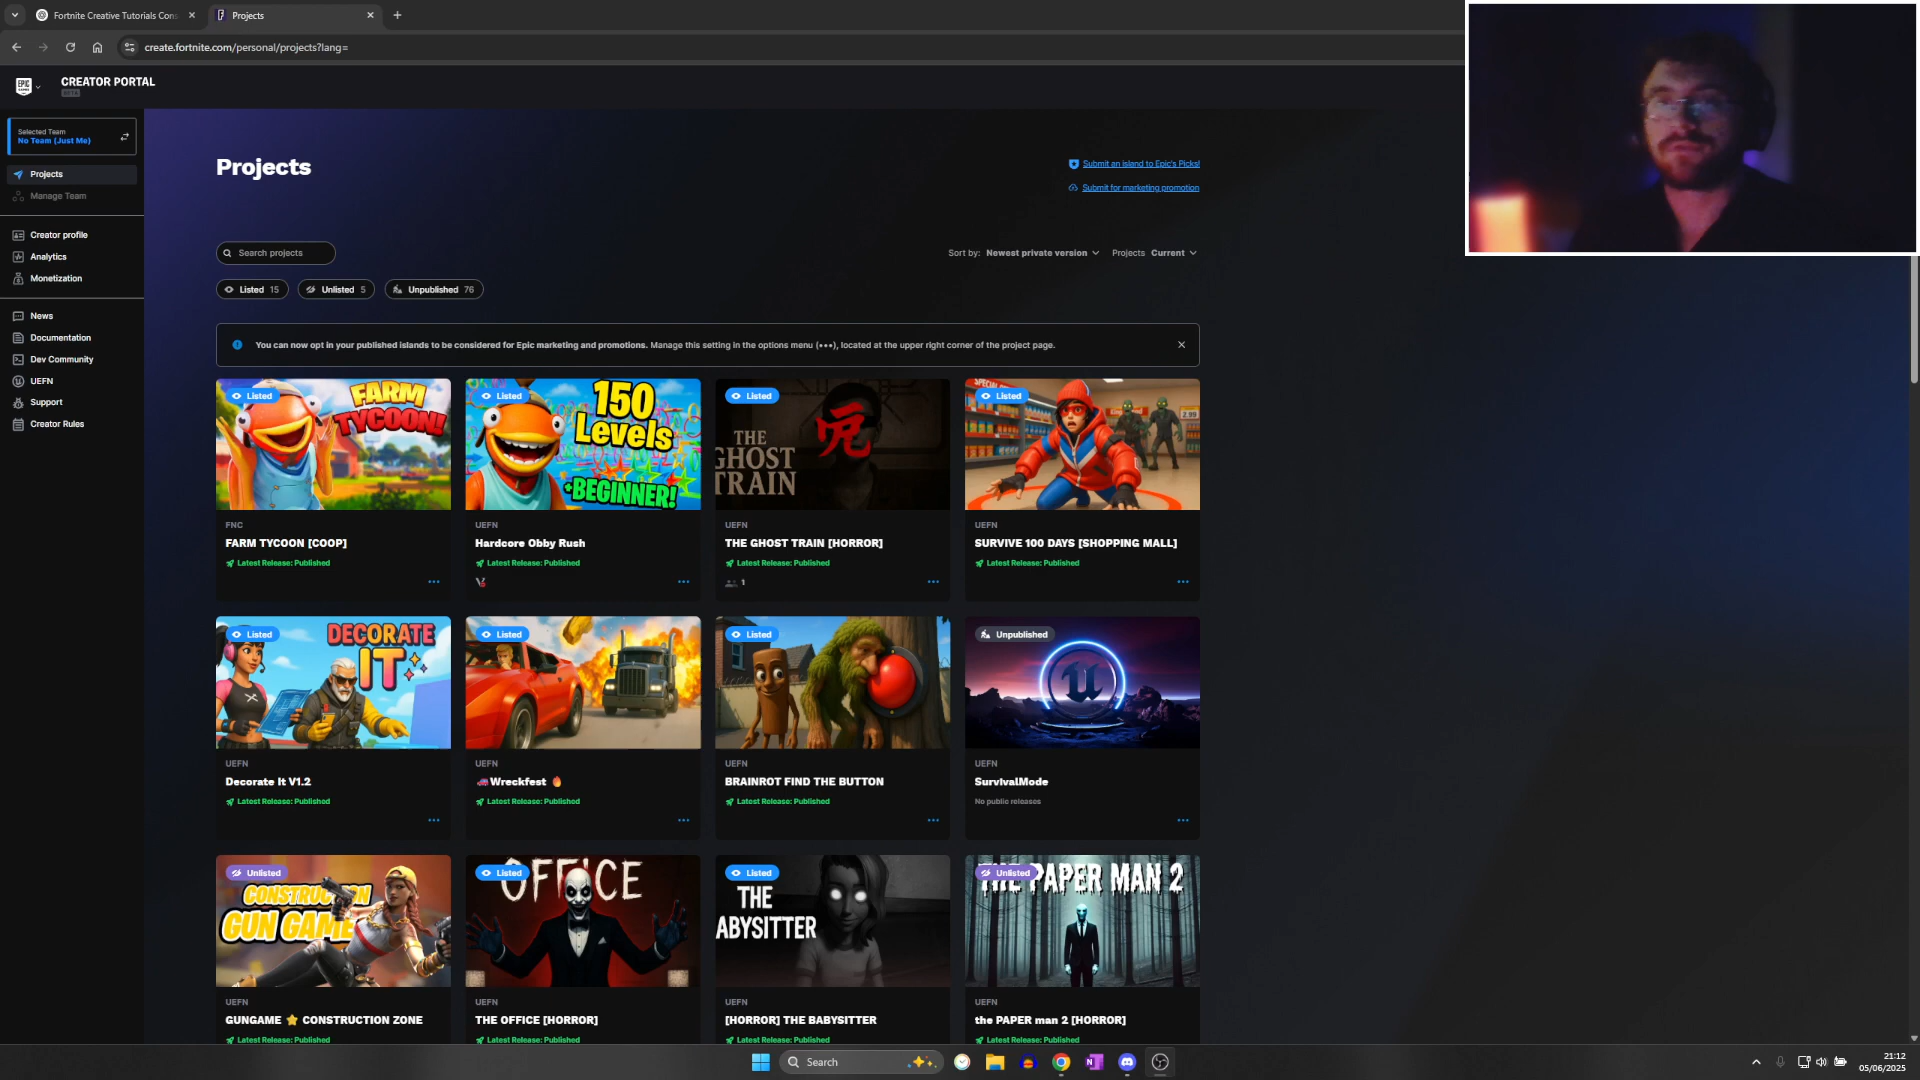 Fortnite Creative Tutorials Cons
Projects
create.fortnite.com/personal/projects?lang=
EPIC GAMES
CREATOR PORTAL
BETA
Selected Team
No Team (Just Me)
Projects
Manage Team
Creator profile
Analytics
Monetization
News
Documentation
Dev Community
UEFN
Support
Creator Rules
Projects
Submit an island to Epic's Picks!
Submit for marketing promotion
Search projects
Sort by: Newest private version
Projects Current
Listed 15
Unlisted 5
Unpublished 76
You can now opt in your published islands to be considered for Epic marketing and promotions. Manage this setting in the options menu (•••), located at the upper right corner of the project page.
Listed
FARM TYCOON!
FNC
FARM TYCOON [COOP]
Latest Release: Published
Listed
150 Levels
+BEGINNER!
UEFN
Hardcore Obby Rush
Latest Release: Published
Listed
THE GHOST TRAIN
UEFN
THE GHOST TRAIN [HORROR]
Latest Release: Published
1
Listed
SPECIAL
2.99
UEFN
SURVIVE 100 DAYS [SHOPPING MALL]
Latest Release: Published
Listed
DECORATE IT
UEFN
Decorate It V1.2
Latest Release: Published
Listed
UEFN
🚗Wreckfest 🔥
Latest Release: Published
Listed
UEFN
BRAINROT FIND THE BUTTON
Latest Release: Published
Unpublished
UEFN
SurvivalMode
No public releases
Unlisted
CONSTRUCTION
GUN GAME
UEFN
GUNGAME ⭐ CONSTRUCTION ZONE
Latest Release: Published
Listed
OFFICE
UEFN
THE OFFICE [HORROR]
Latest Release: Published
Listed
THE
BABYSITTER
UEFN
[HORROR] THE BABYSITTER
Latest Release: Published
Unlisted
THE PAPER MAN 2
UEFN
the PAPER man 2 [HORROR]
Latest Release: Published
Search
21:12
05/06/2025